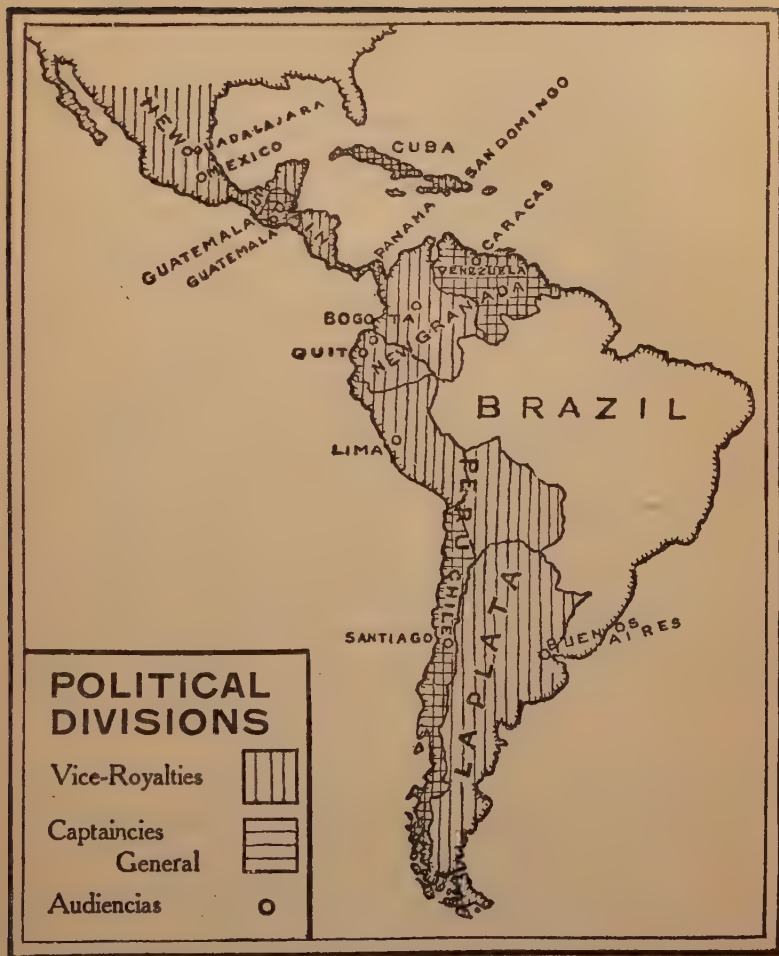 NEW
GUADALAJARA
MEXICO
SPAIN
CUBA
SAN DOMINGO
GUATEMALA
GUATEMALA
PANAMA
CARACAS
VENEZUELA
BOGOTA
NEW GRANADA
QUITO
BRAZIL
LIMA
PERU
CHILE
LA PLATA
SANTIAGO
BUENOS
AIRES
POLITICAL
DIVISIONS
Vice-Royalties
Captaincies
General
Audiencias